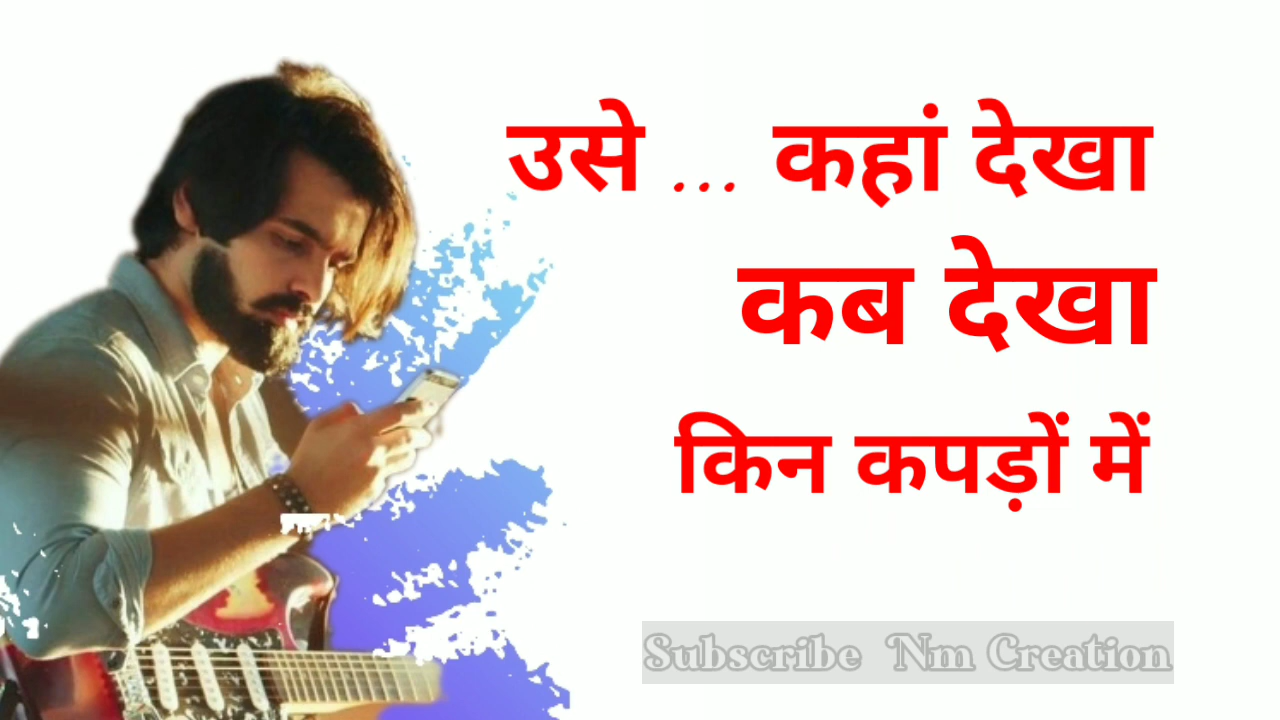 उसे ... कहां देखा
कब देखा
किन कपड़ों में
Subscribe Nm Creation